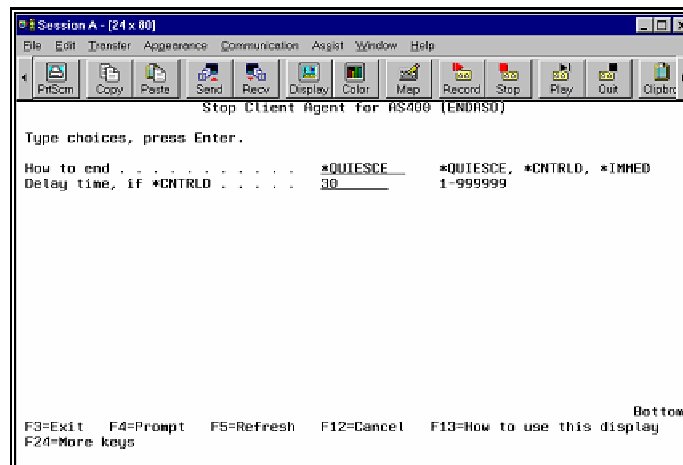 Session A - [24 x 80]
File Edit Transfer Appearance Communication Assist Window Help
PrtScrn Copy Paste Send Recv Display Color Map Record Stop Play Quit Clipbrd
Stop Client Agent for AS400 (ENDASO)
Type choices, press Enter.
How to end . . . . . . . . . . . *QUIESCE *QUIESCE, *CNTRLD, *IMMED
Delay time, if *CNTRLD . . . . . 30 1-999999
Bottom
F3=Exit F4=Prompt F5=Refresh F12=Cancel F13=How to use this display
F24=More keys